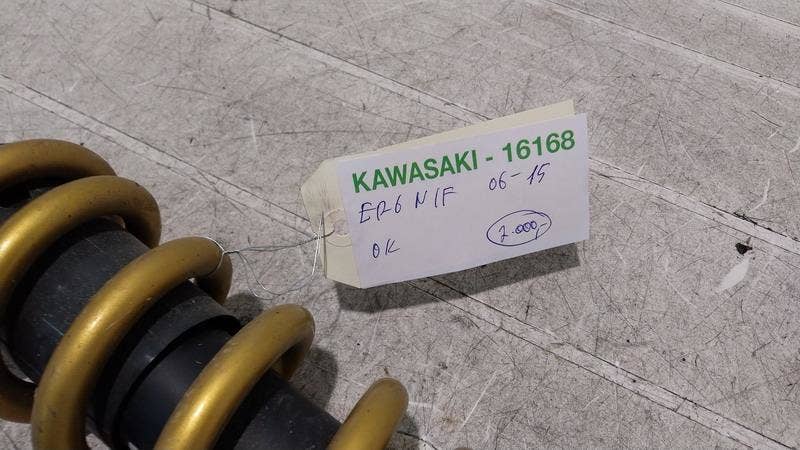 KAWASAKI - 16168
ER6 N/F 06-15
OK 2.000,-